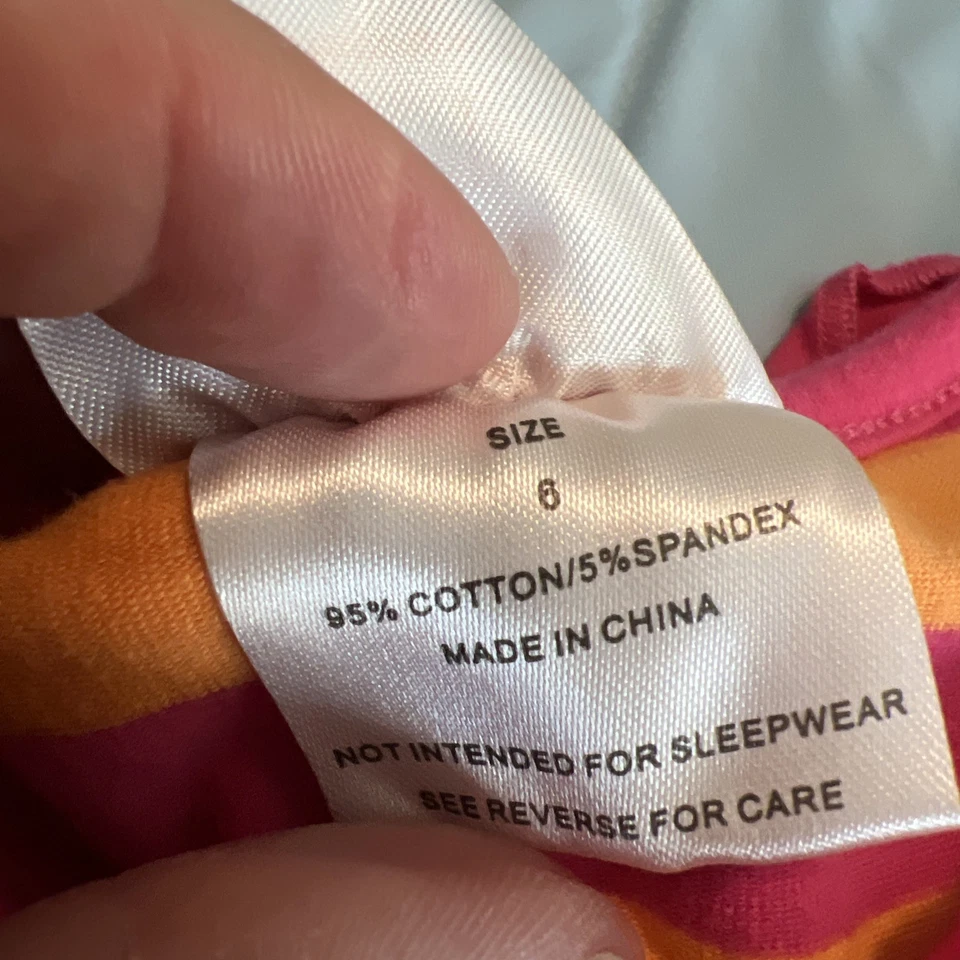 SIZE
6
95% COTTON/5%SPANDEX
MADE IN CHINA
NOT INTENDED FOR SLEEPWEAR
SEE REVERSE FOR CARE